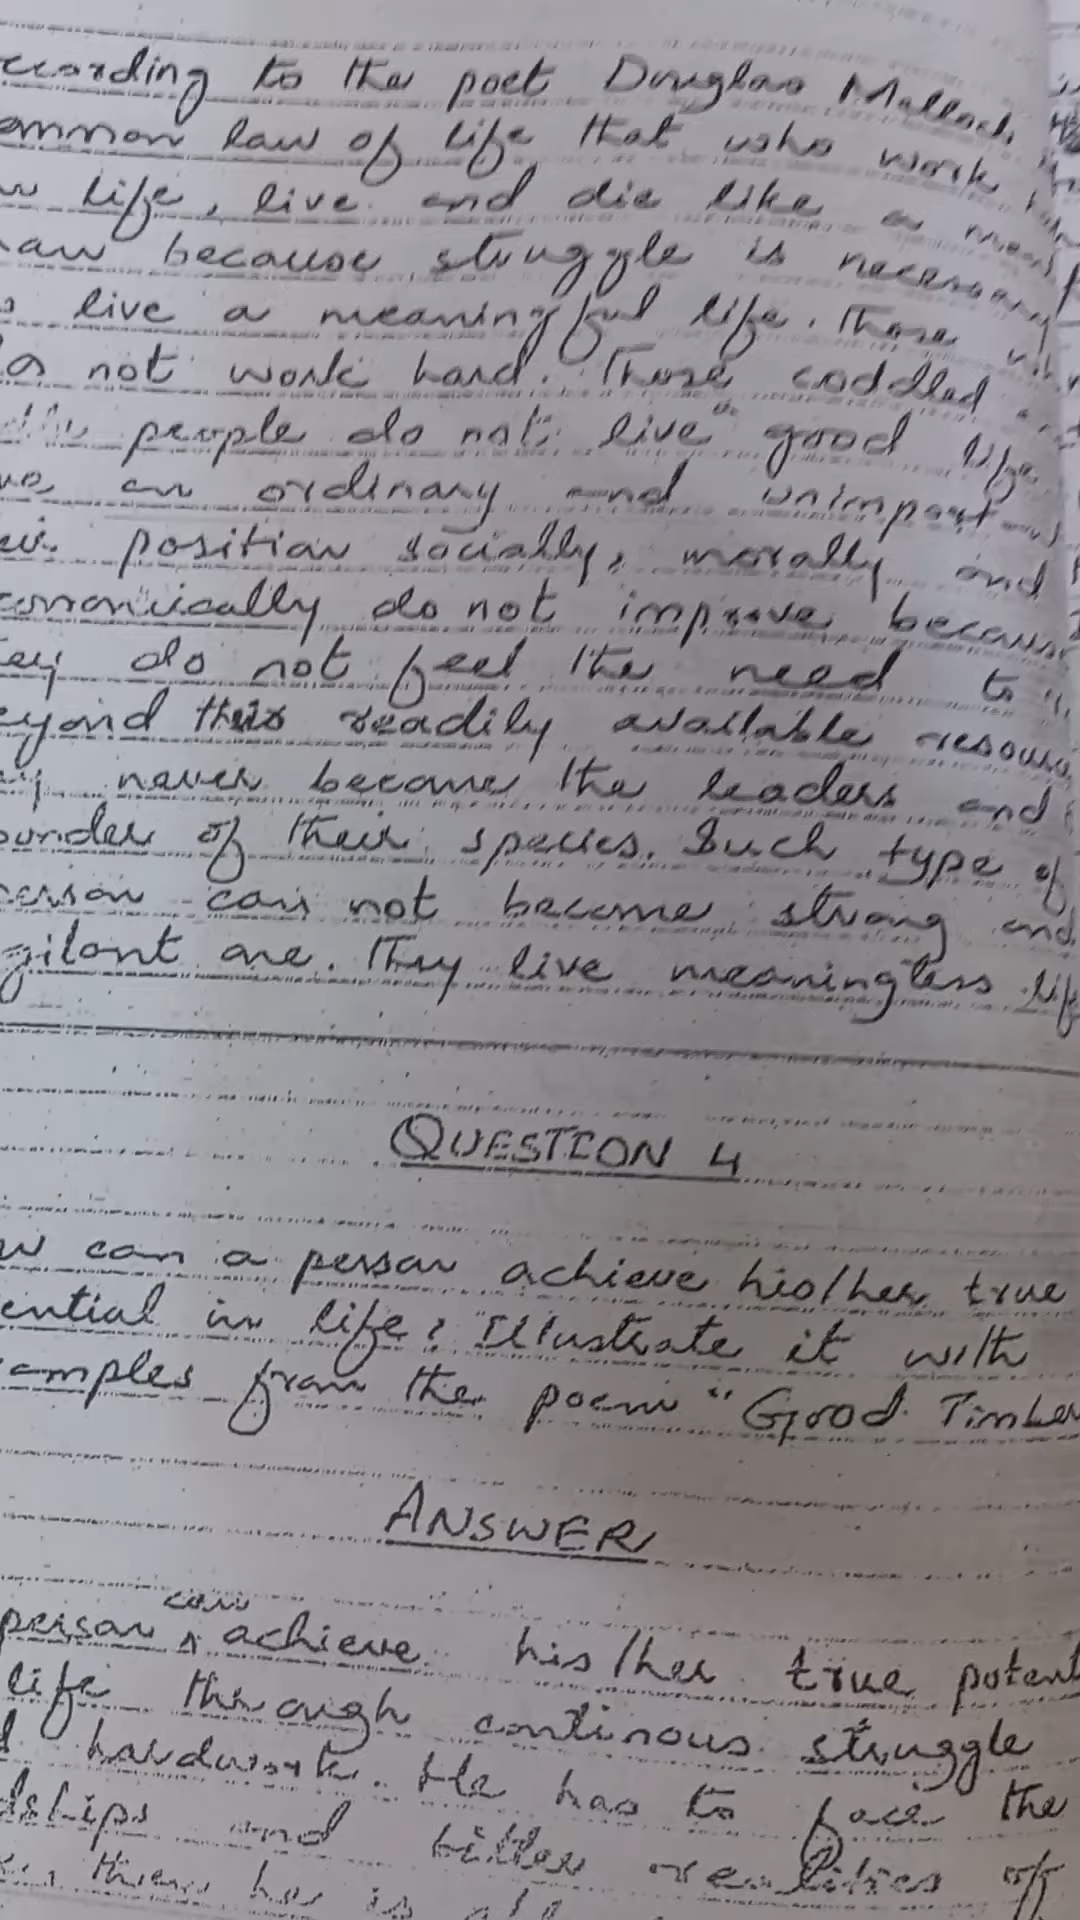 ccording to the poet Douglas Malloch
ommon law of life that who work
life, live and die like a
because struggle is necessary
live a meaningful life. Those
not work hard. Those coddled
people do not live good life
an ordinary and unimportant
position socially, morally and
conomically do not improve because
ey do not feel the need to
eyond their readily available resour
never become the leaders and
ounder of their species. Such type of
erson can not become strong and
gilant one. They live meaningless life
QUESTION 4
w can a person achieve his/her true
ential in life? Illustrate it with
amples from the poem "Good Timber
ANSWER
person can achieve his/her true potent
life through continous struggle
d hardwork. He has to face the
dships and bitter realities of
then he is